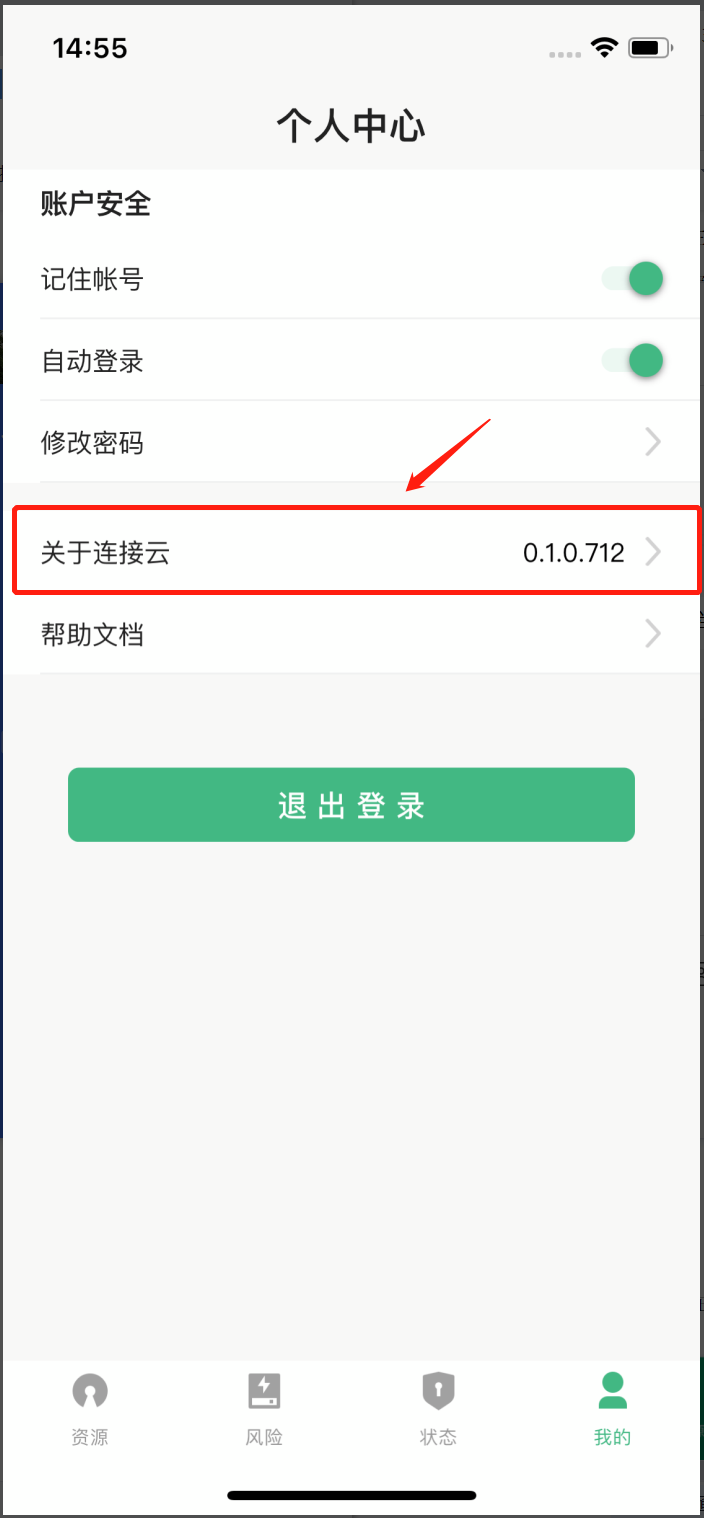 14:55
个人中心
账户安全
记住帐号
自动登录
修改密码
关于连接云 0.1.0.712
帮助文档
退出登录
资源 风险 状态 我的